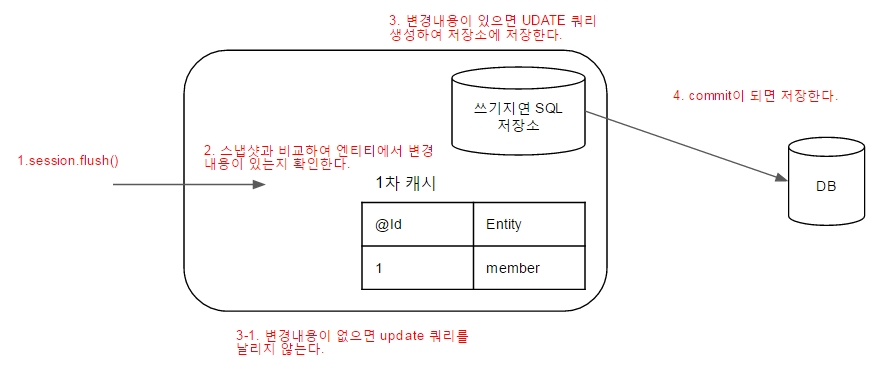 3. 변경내용이 있으면 UDATE 쿼리
생성하여 저장소에 저장한다.
쓰기지연 SQL
저장소
4. commit이 되면 저장한다.
1.session.flush()
2. 스냅샷과 비교하여 엔티티에서 변경
내용이 있는지 확인한다.
1차 캐시
DB
@Id Entity
1 member
3-1. 변경내용이 없으면 update 쿼리를
날리지 않는다.